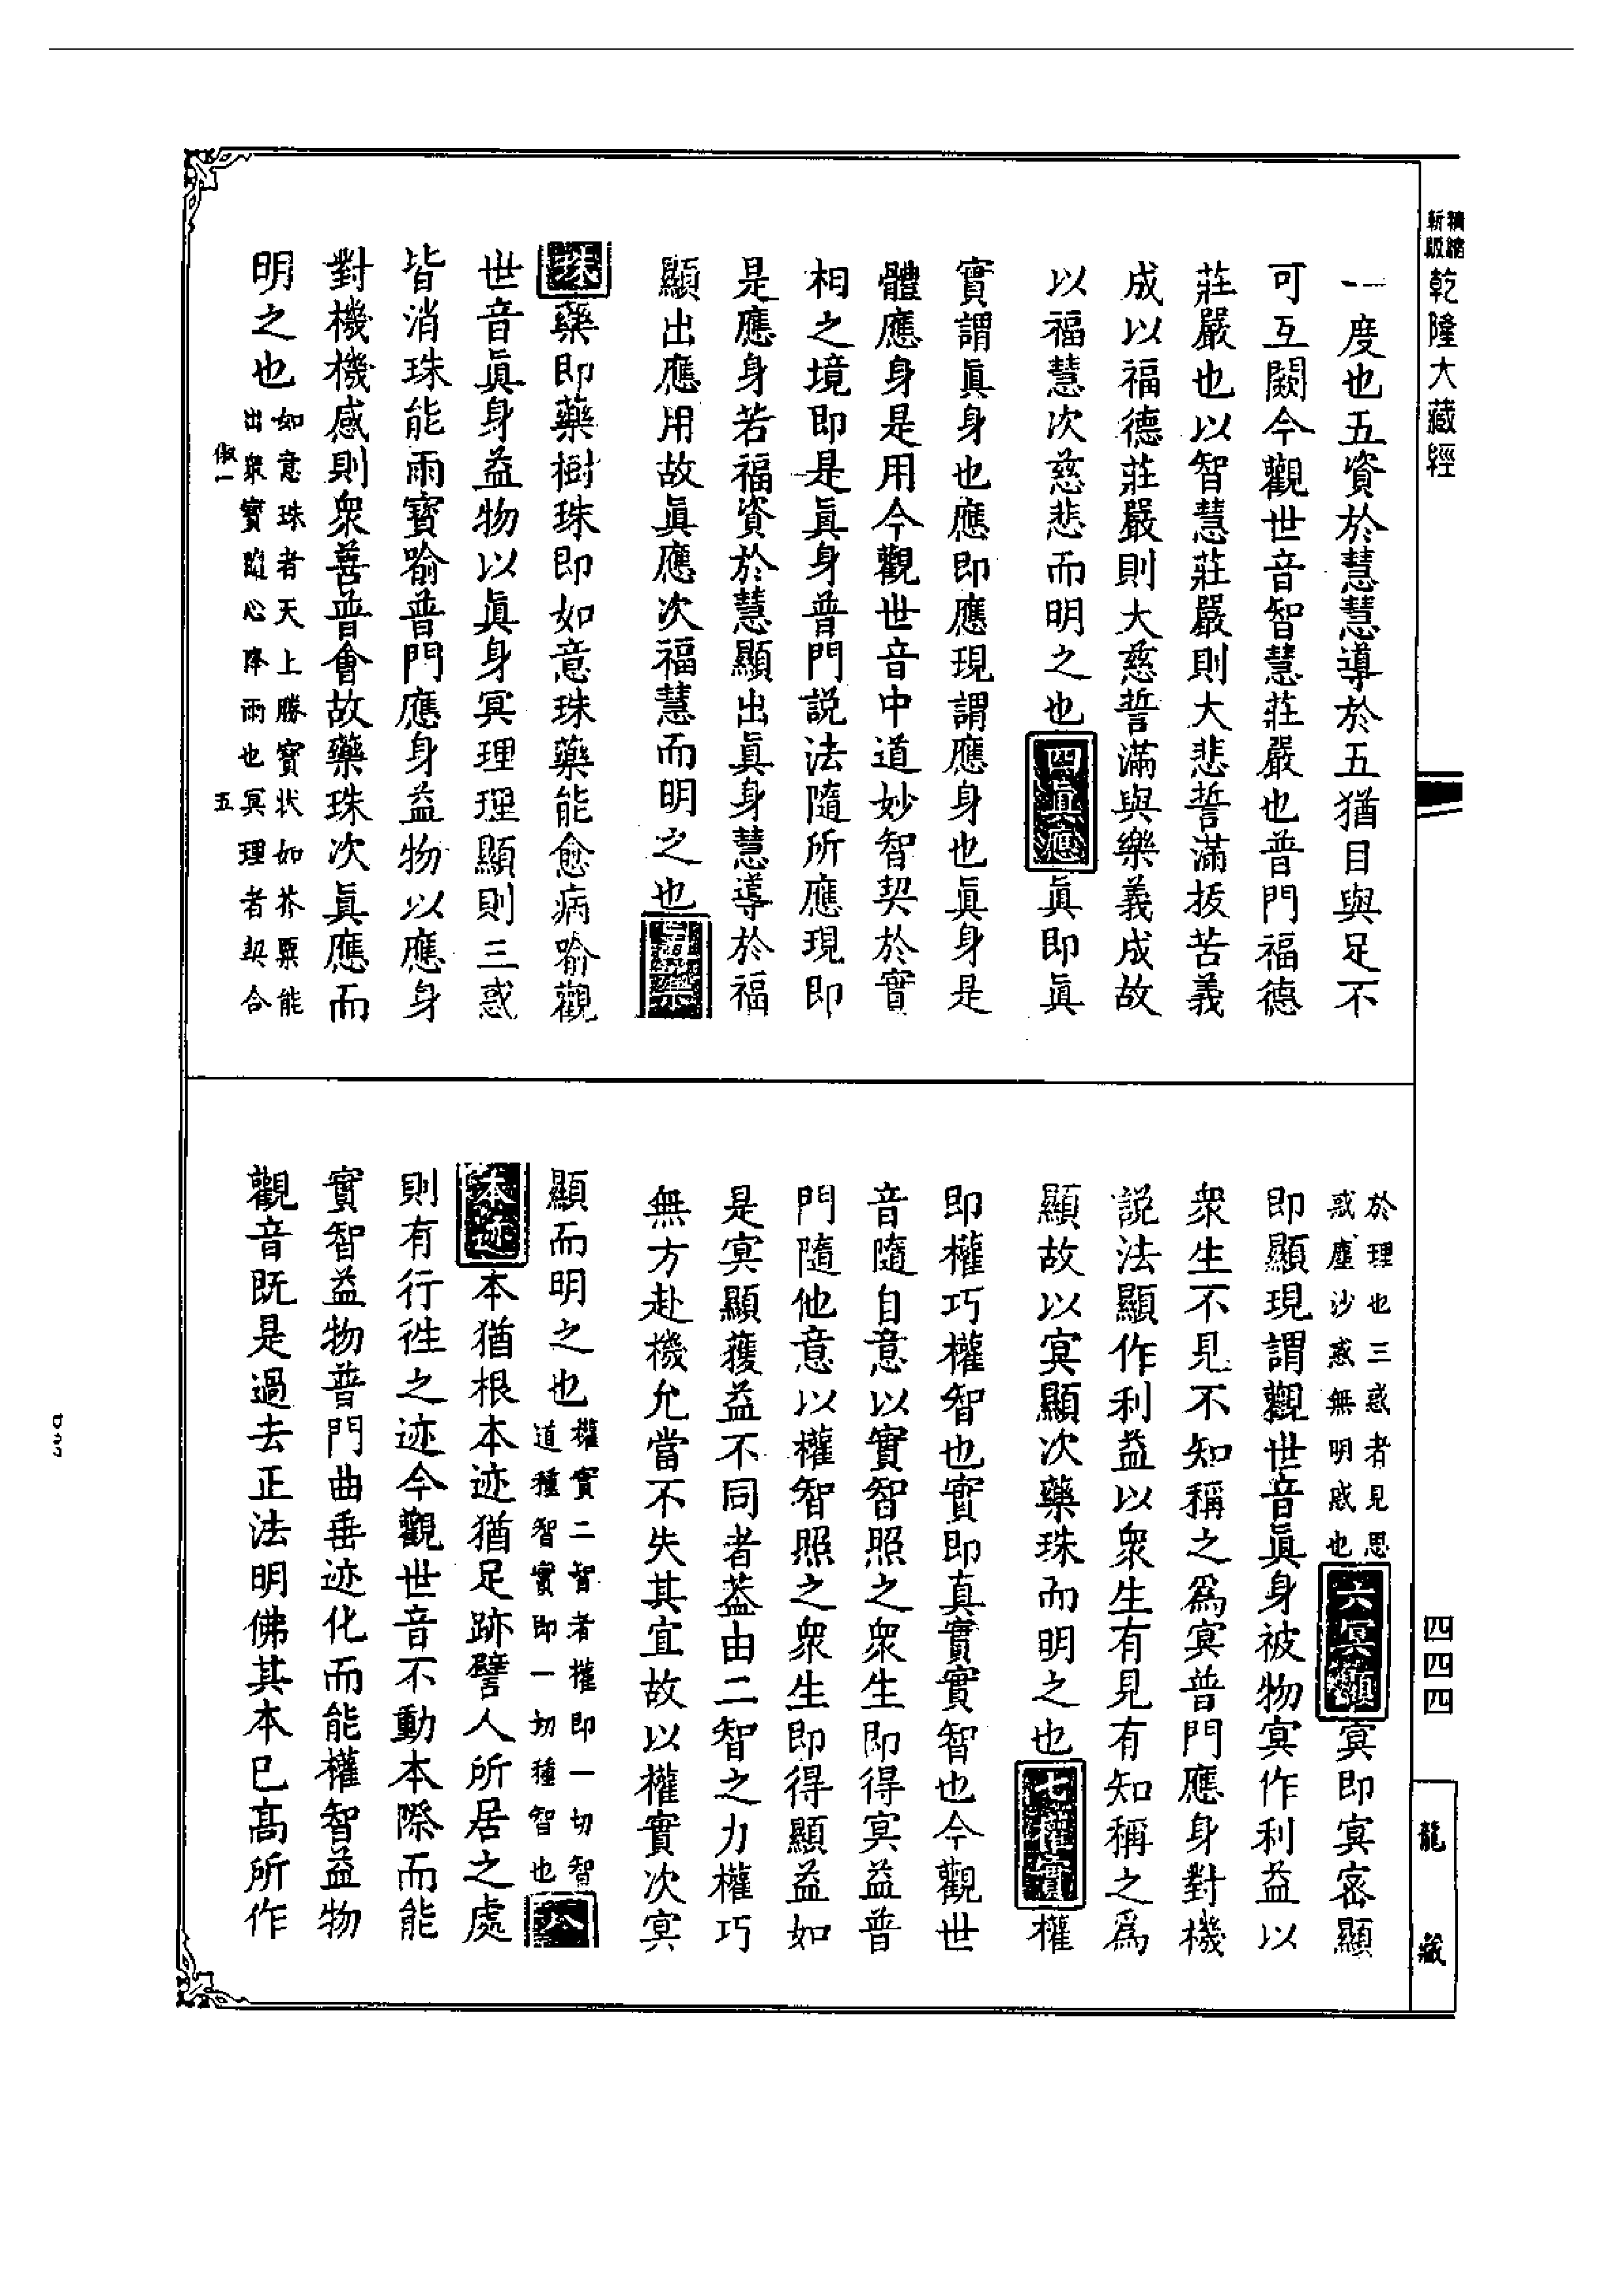 精縮
新版
乾隆大藏經
一度也五資於慧慧導於五猶目與足不
可互闕今觀世音智慧莊嚴也普門福德
莊嚴也以智慧莊嚴則大悲誓滿拔苦義
成以福德莊嚴則大慈誓滿與樂義成故
以福慧次慈悲而明之也四眞應眞即眞
實謂眞身也應即應現謂應身也眞身是
體應身是用今觀世音中道妙智契於實
相之境即是眞身普門説法隨所應現即
是應身若福資於慧顯出眞身慧導於福
顯出應用故眞應次福慧而明之也五藥
珠藥即藥樹珠即如意珠藥能愈病喻觀
世音眞身益物以眞身冥理理顯則三惑
皆消珠能雨寶喻普門應身益物以應身
對機機感則衆善普會故藥珠次眞應而
明之也如意珠者天上勝寶狀如芥粟能
出衆寶隨心降雨也冥理者契合
俶一
五
於理也三惑者見思
惑塵沙惑無明惑也六冥顯冥即冥密顯
即顯現謂觀世音眞身被物冥作利益以
衆生不見不知稱之爲冥普門應身對機
説法顯作利益以衆生有見有知稱之爲
顯故以冥顯次藥珠而明之也七權實權
即權巧權智也實即真實實智也今觀世
音隨自意以實智照之衆生即得冥益普
門隨他意以權智照之衆生即得顯益如
是冥顯獲益不同者葢由二智之力權巧
無方赴機允當不失其宜故以權實次冥
顯而明之也權實二智者權即一切智
道種智實即一切種智也八
本迹本猶根本迹猶足跡譬人所居之處
則有行徃之迹今觀世音不動本際而能
實智益物普門曲垂迹化而能權智益物
觀音既是過去正法明佛其本已高所作
四四四
龍
藏